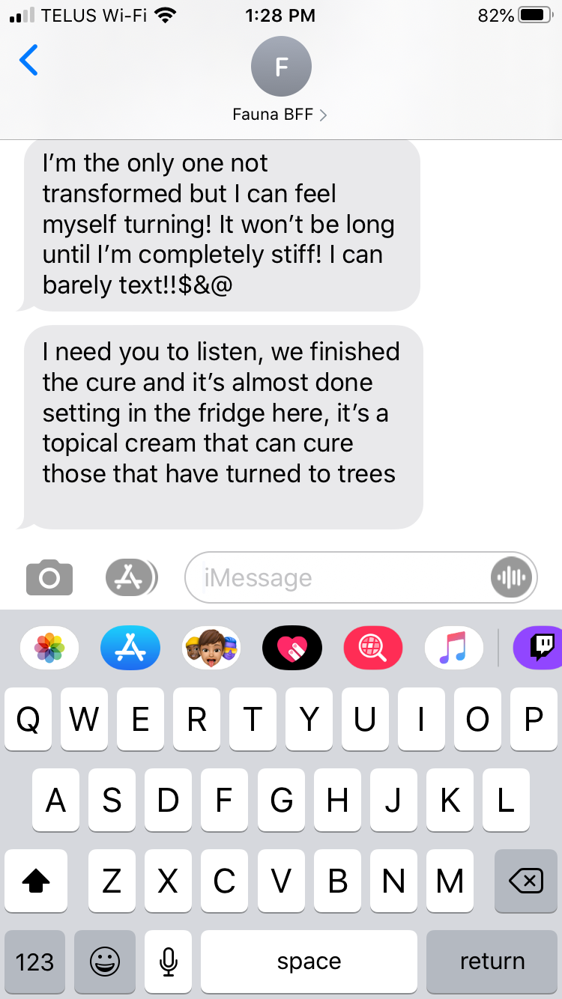 TELUS Wi-Fi 1:28 PM 82%
F
Fauna BFF
I’m the only one not
transformed but I can feel
myself turning! It won’t be long
until I’m completely stiff! I can
barely text!!$&@
I need you to listen, we finished
the cure and it’s almost done
setting in the fridge here, it’s a
topical cream that can cure
those that have turned to trees
iMessage
Q W E R T Y U I O P
A S D F G H J K L
Z X C V B N M
123 space return